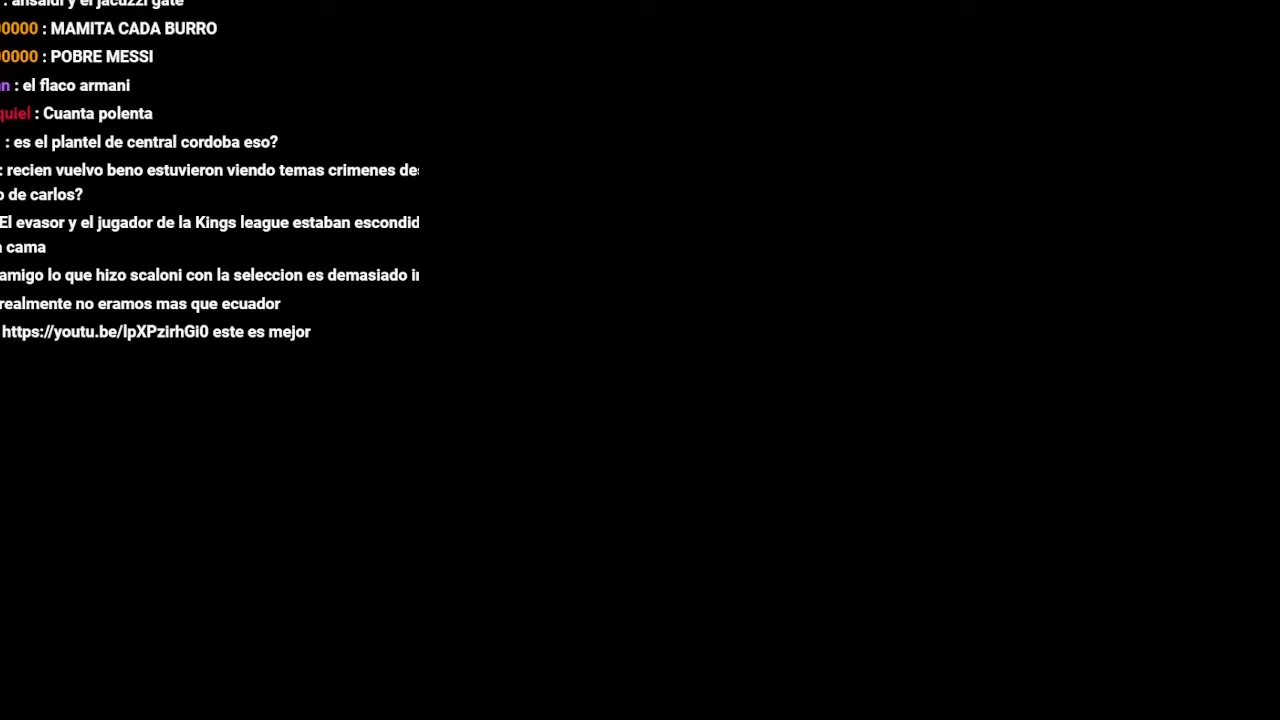 : ansaldi y el jacuzzi gate
00000 : MAMITA CADA BURRO
00000 : POBRE MESSI
n : el flaco armani
quiel : Cuanta polenta
: es el plantel de central cordoba eso?
: recien vuelvo beno estuvieron viendo temas crimenes de
o de carlos?
El evasor y el jugador de la Kings league estaban escondid
a cama
amigo lo que hizo scaloni con la seleccion es demasiado i
realmente no eramos mas que ecuador
https://youtu.be/lpXPzirhGi0 este es mejor